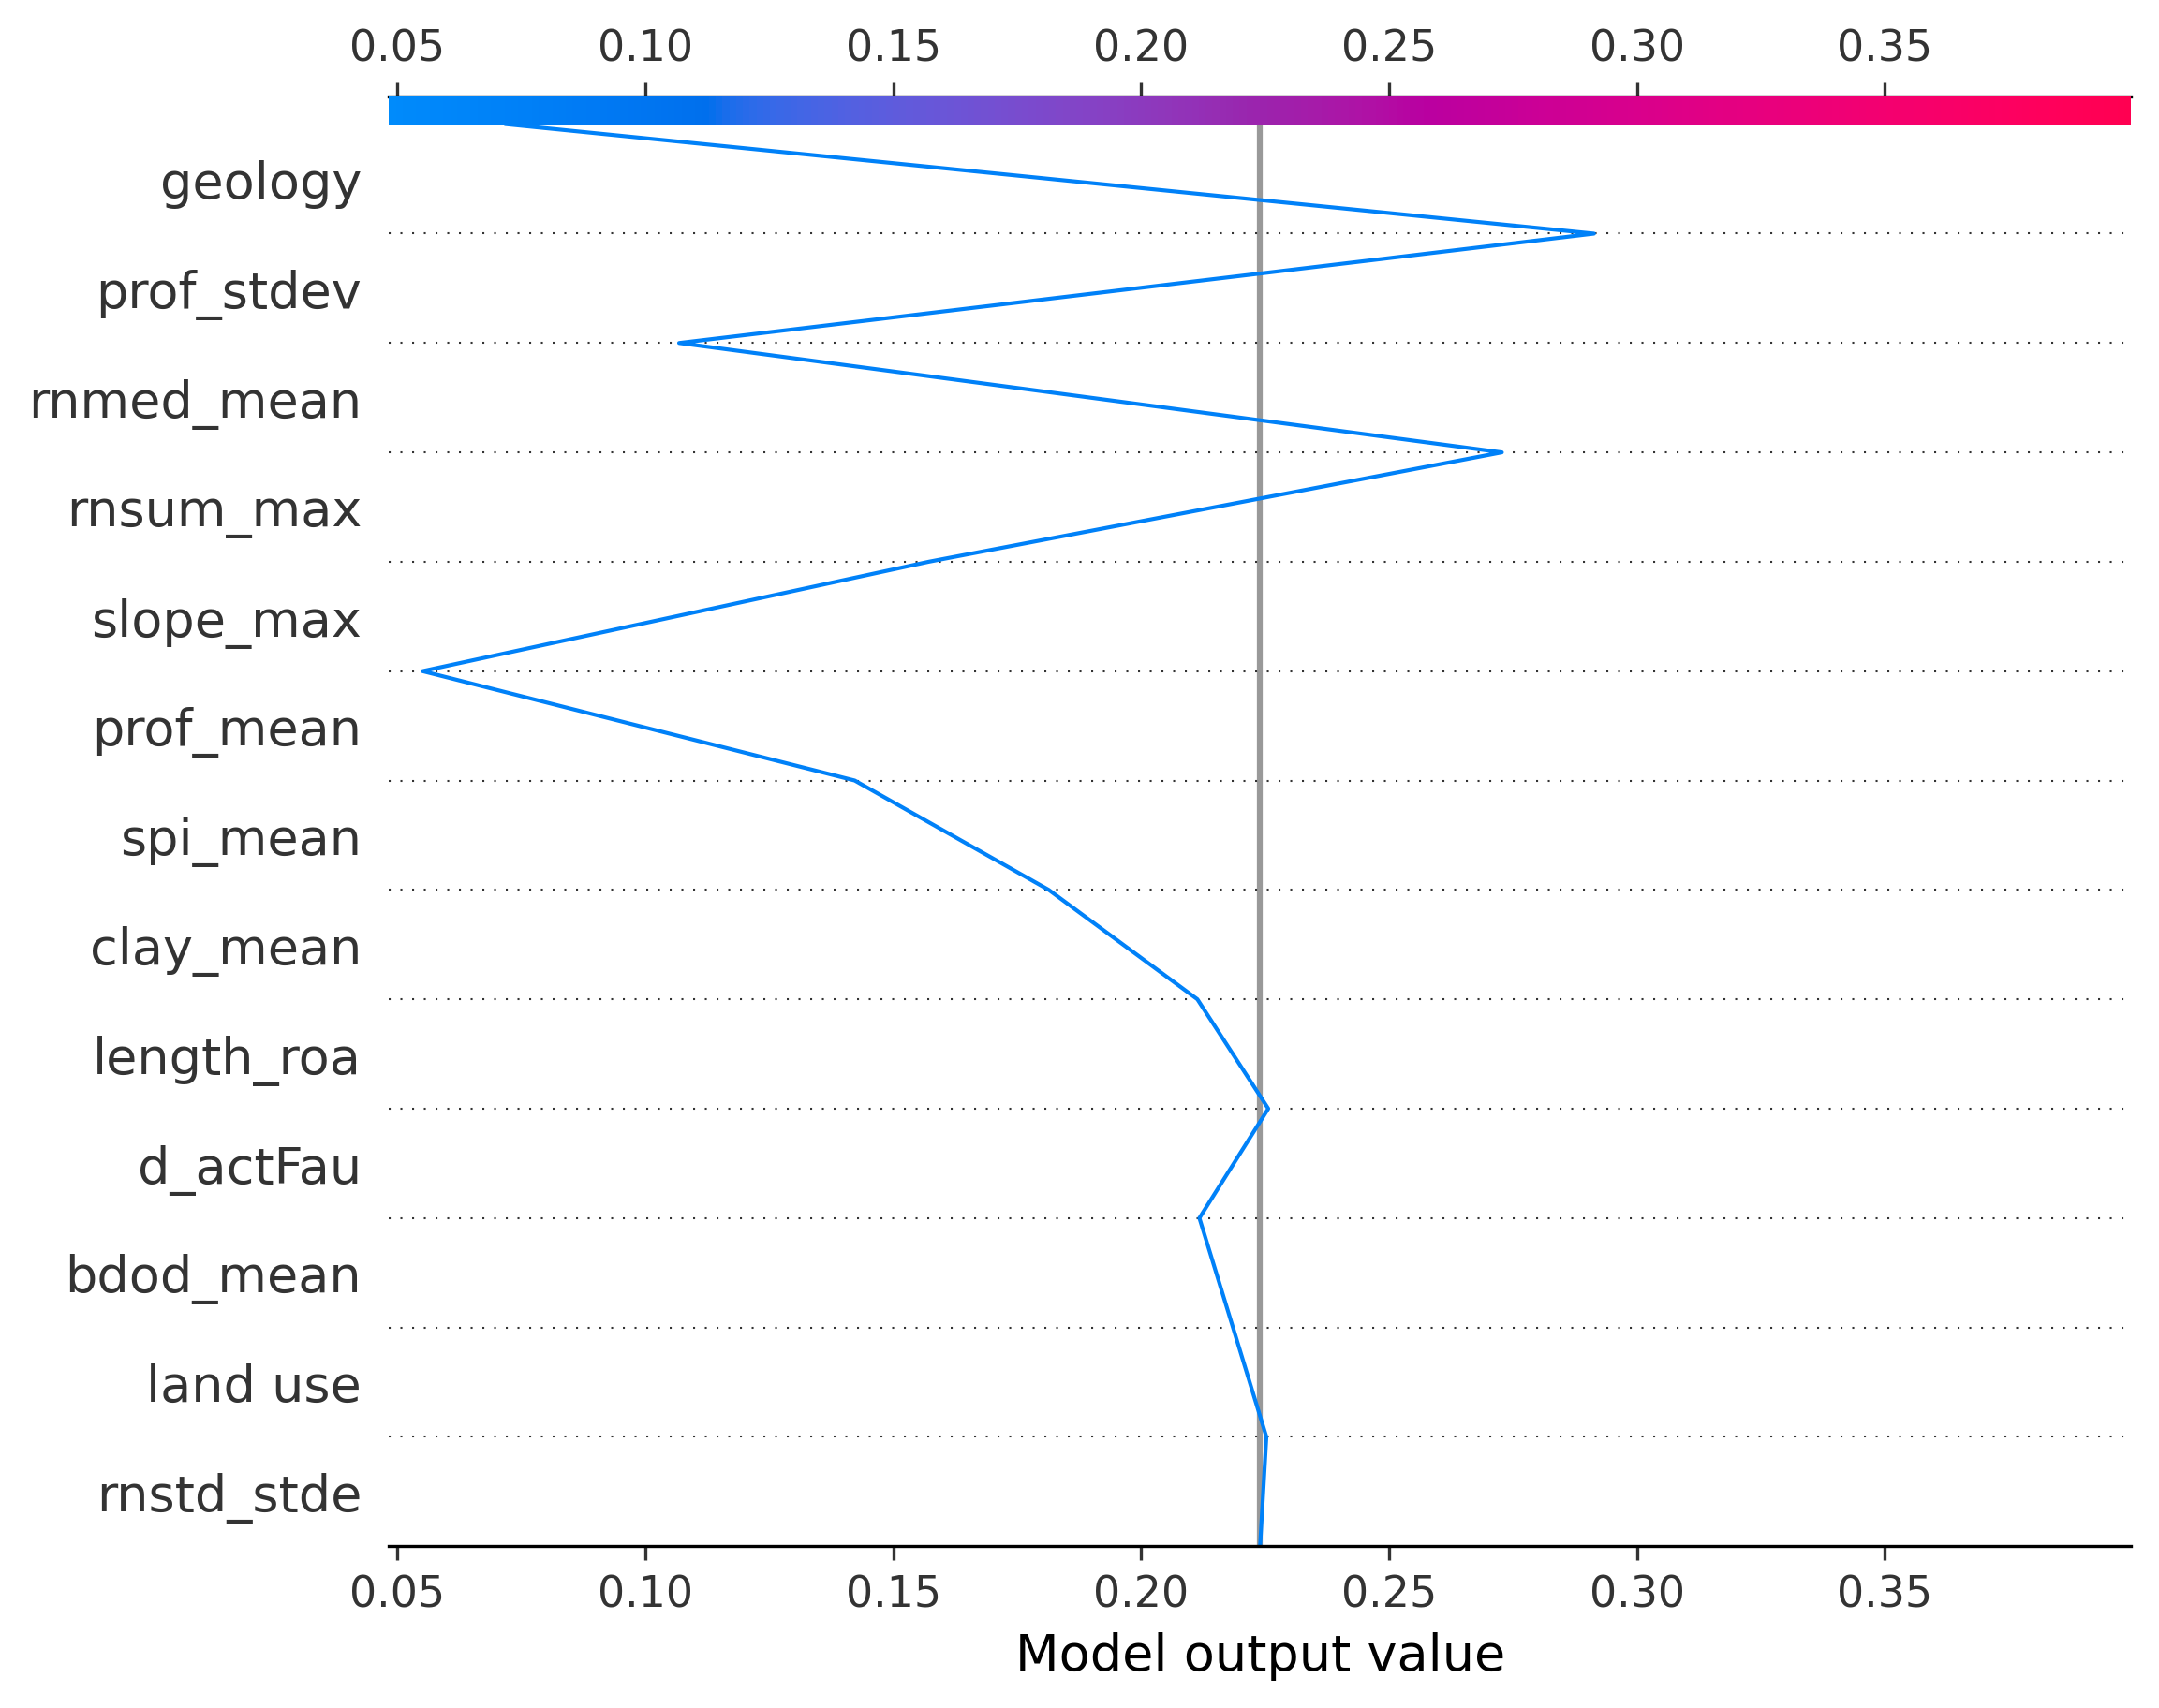 0.05 0.10 0.15 0.20 0.25 0.30 0.35
geology
prof_stdev
rnmed_mean
rnsum_max
slope_max
prof_mean
spi_mean
clay_mean
length_roa
d_actFau
bdod_mean
land use
rnstd_stde
0.05 0.10 0.15 0.20 0.25 0.30 0.35
Model output value